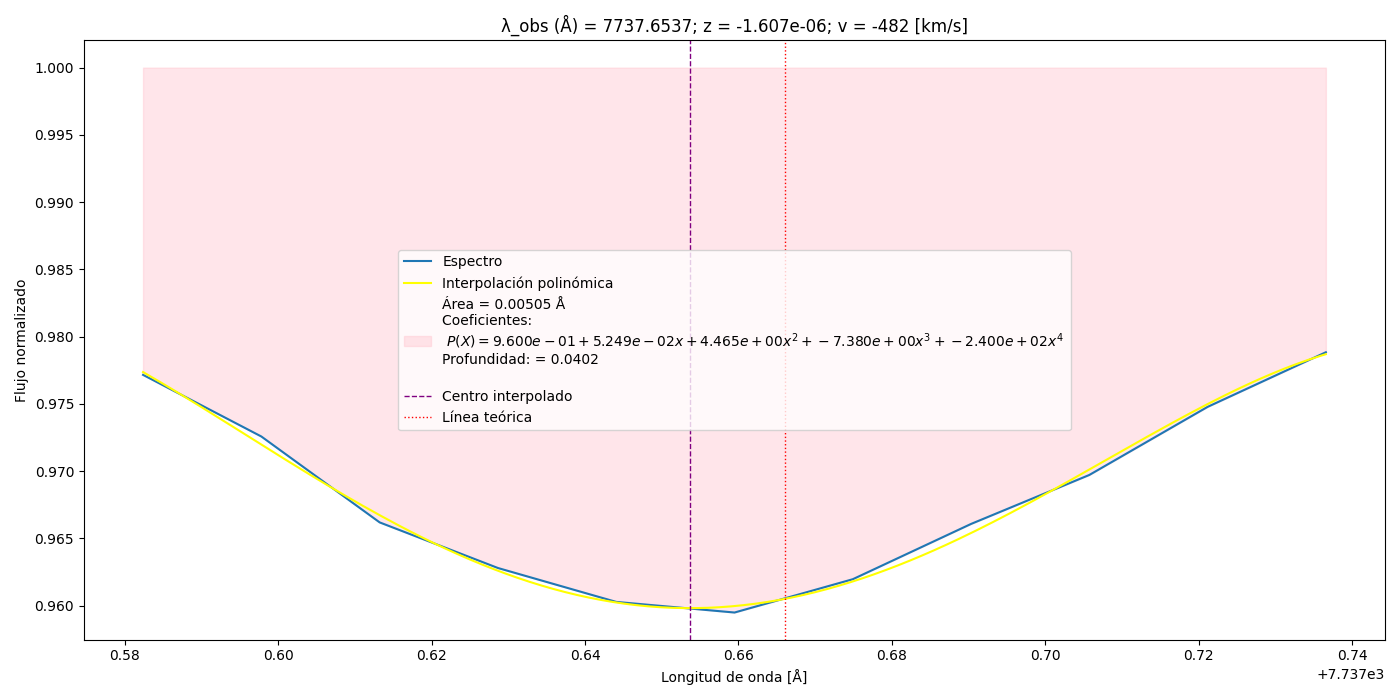 λ_obs (Å) = 7737.6537; z = -1.607e-06; v = -482 [km/s]
Flujo normalizado
1.000
0.995
0.990
0.985
0.980
0.975
0.970
0.965
0.960
Espectro
Interpolación polinómica
Área = 0.00505 Å
Coeficientes:
P(X) = 9.600e − 01 + 5.249e − 02x + 4.465e + 00x² + − 7.380e + 00x³ + − 2.400e + 02x⁴
Profundidad: = 0.0402
Centro interpolado
Línea teórica
0.58 0.60 0.62 0.64 0.66 0.68 0.70 0.72 0.74
+7.737e3
Longitud de onda [Å]